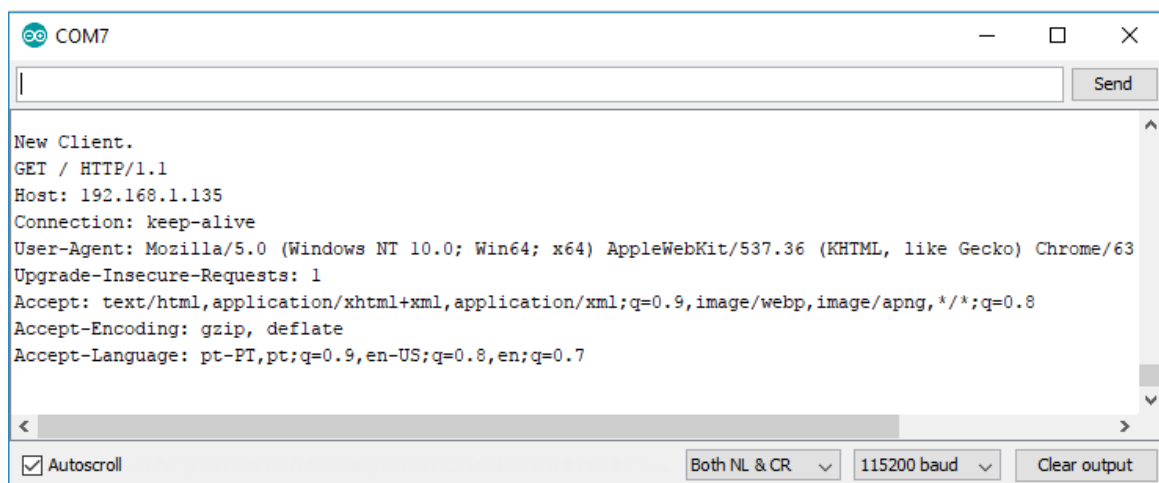 COM7
Send
New Client.
GET / HTTP/1.1
Host: 192.168.1.135
Connection: keep-alive
User-Agent: Mozilla/5.0 (Windows NT 10.0; Win64; x64) AppleWebKit/537.36 (KHTML, like Gecko) Chrome/63
Upgrade-Insecure-Requests: 1
Accept: text/html,application/xhtml+xml,application/xml;q=0.9,image/webp,image/apng,*/*;q=0.8
Accept-Encoding: gzip, deflate
Accept-Language: pt-PT,pt;q=0.9,en-US;q=0.8,en;q=0.7
Autoscroll Both NL & CR 115200 baud Clear output